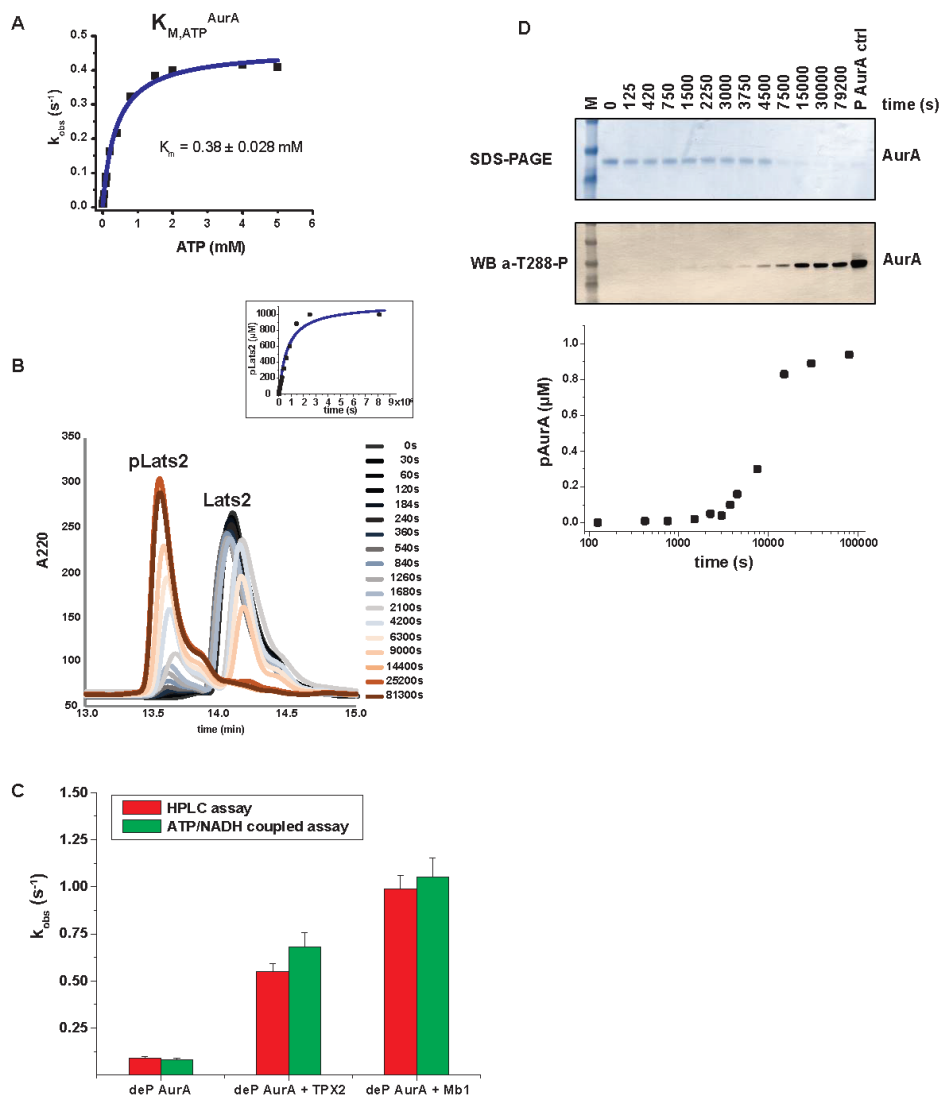 A
K M,ATP AurA
0.5
0.4
0.3
0.2
0.1
0.0
kobs (s-1)
Km = 0.38 ± 0.028 mM
0 1 2 3 4 5 6
ATP (mM)
B
1000
800
600
400
200
0
pLats2 (µM)
0 1 2 3 4 5 6 7 8
time (s)
350
300
250
200
150
100
50
A220
pLats2
Lats2
0s
30s
60s
120s
184s
240s
360s
540s
840s
1260s
1680s
2100s
4200s
6300s
9000s
14400s
25200s
81300s
13.0 13.5 14.0 14.5 15.0
time (min)
C
1.50
1.25
1.00
0.75
0.50
0.25
kobs (s-1)
HPLC assay
ATP/NADH coupled assay
deP AurA deP AurA + TPX2 deP AurA + Mb1
D
M 0 125 420 750 1500 2250 3000 3750 4500 7500 15000 30000 79200 P AurA ctrl time (s)
SDS-PAGE AurA
WB a-T288-P AurA
1.0
0.8
0.6
0.4
0.2
0.0
pAurA (µM)
100 1000 10000 100000
time (s)